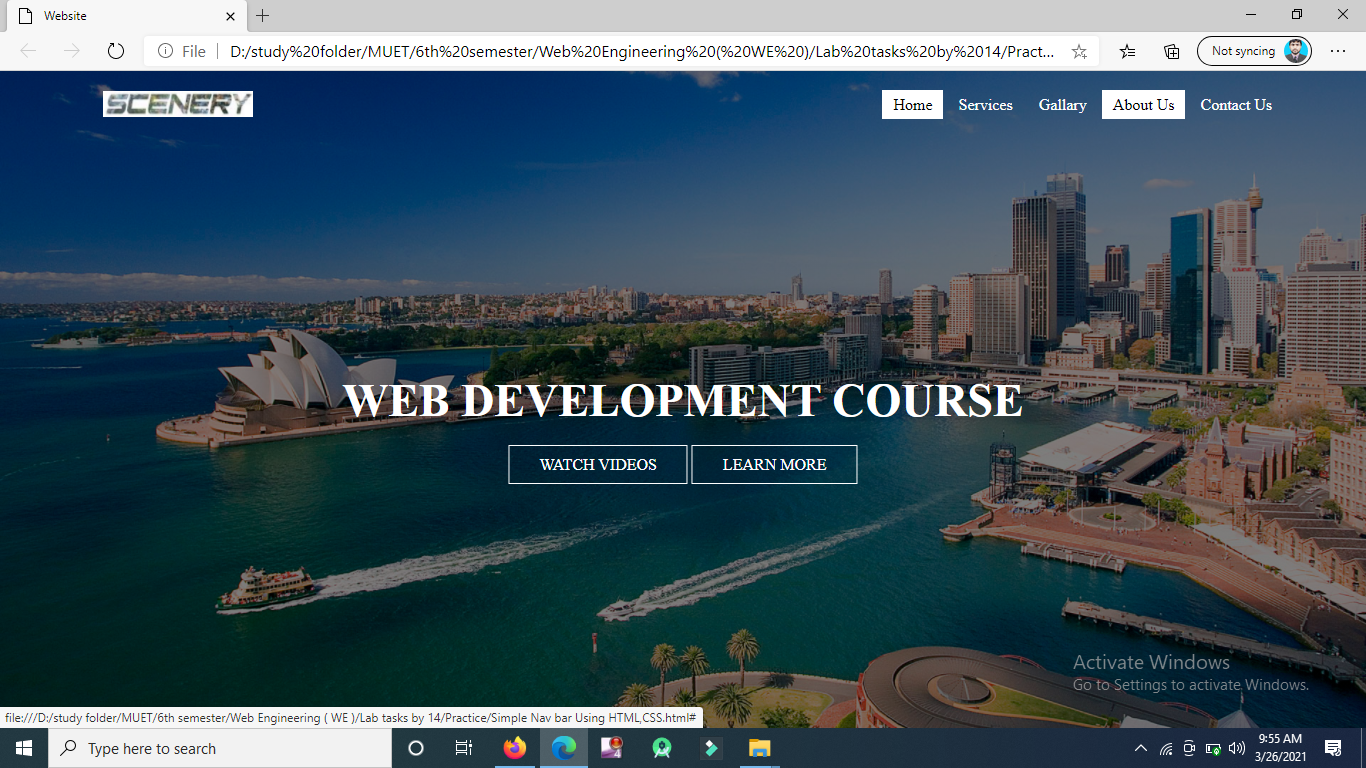 Website
File
D:/study%20folder/MUET/6th%20semester/Web%20Engineering%20(%20WE%20)/Lab%20tasks%20by%2014/Pract...
Not syncing
SCENERY
Home
Services
Gallary
About Us
Contact Us
WEB DEVELOPMENT COURSE
WATCH VIDEOS
LEARN MORE
Activate Windows
Go to Settings to activate Windows.
file:///D:/study folder/MUET/6th semester/Web Engineering ( WE )/Lab tasks by 14/Practice/Simple Nav bar Using HTML,CSS.html#
Type here to search
9:55 AM
3/26/2021